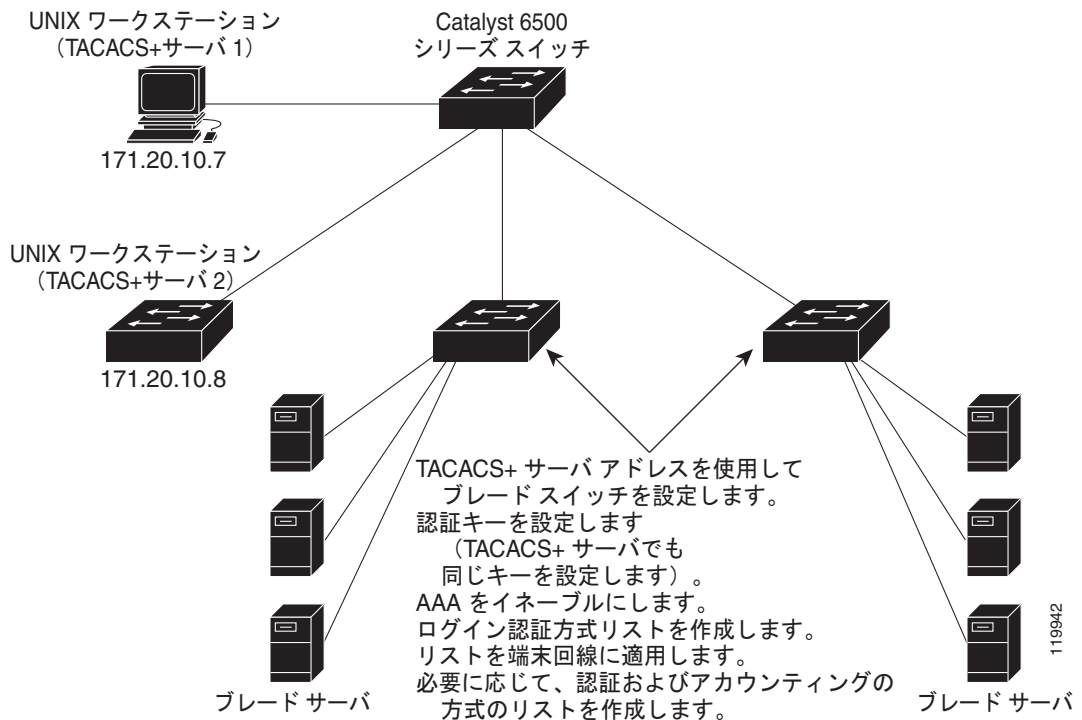 UNIX ワークステーション
(TACACS+サーバ 1)
Catalyst 6500
シリーズ スイッチ
171.20.10.7
UNIX ワークステーション
(TACACS+サーバ 2)
171.20.10.8
TACACS+ サーバ アドレスを使用して
ブレード スイッチを設定します。
認証キーを設定します
(TACACS+ サーバでも
同じキーを設定します)。
AAA をイネーブルにします。
ログイン認証方式リストを作成します。
リストを端末回線に適用します。
必要に応じて、認証およびアカウンティングの
方式のリストを作成します。
ブレード サーバ
ブレード サーバ
119942